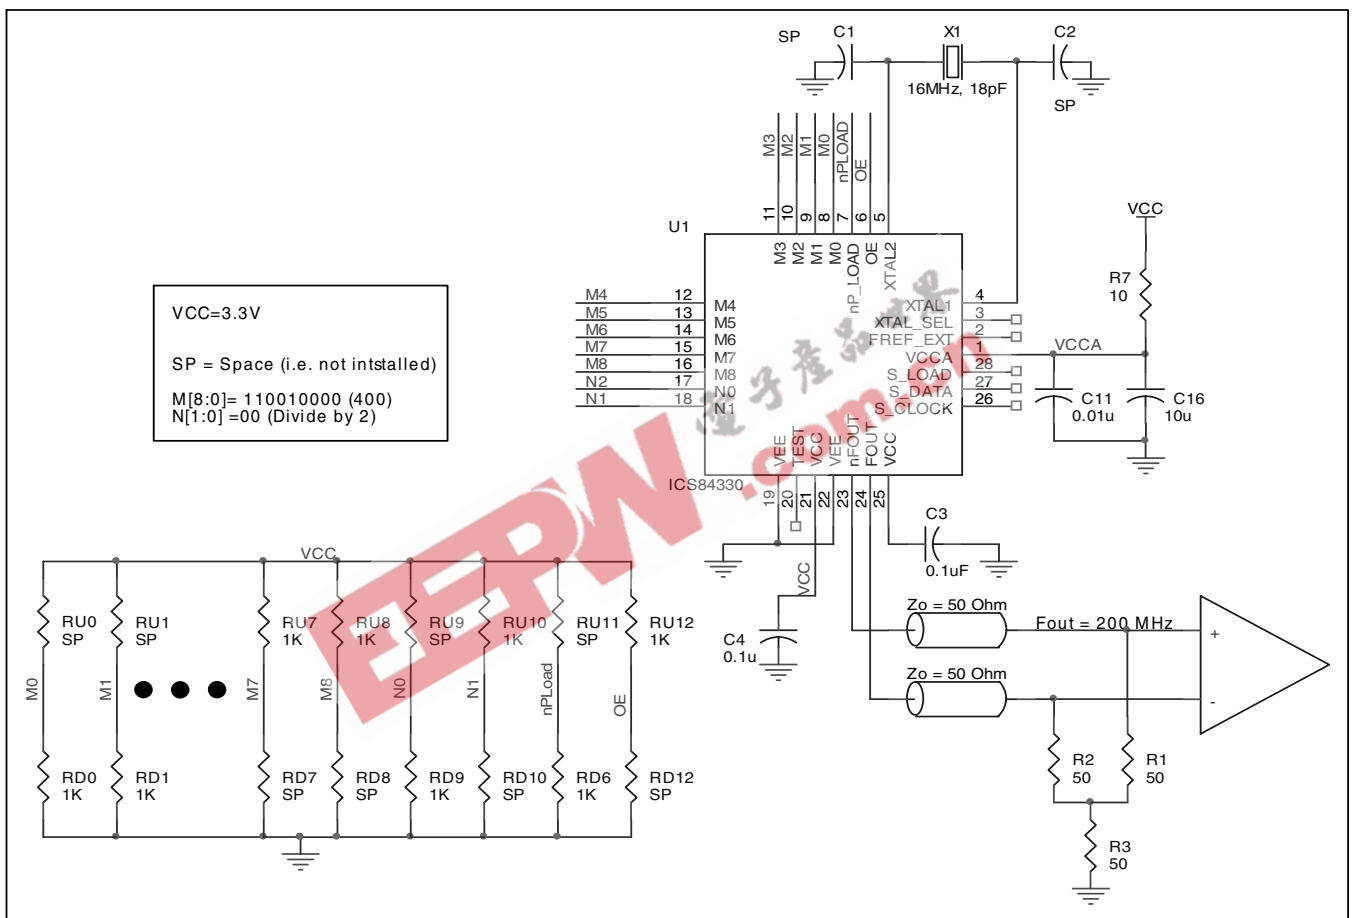 SP
C1
X1
C2
16MHz, 18pF
SP
M3
M2
M1
M0
nPLOAD
OE
11
10
9
8
7
6
5
U1
M3
M2
M1
M0
nP_LOAD
OE
XTAL2
VCC
R7
10
M4 12 M4
M5 13 M5
M6 14 M6
M7 15 M7
M8 16 M8
N2 17 N0
N1 18 N1
XTAL1 4
XTAL_SEL 3
FREF_EXT 2
VCCA 1 VCCA
S_LOAD 28
S_DATA 27
S_CLOCK 26
C11
0.01u
C16
10u
VCC=3.3V
SP = Space (i.e. not intstalled)
M[8:0]= 110010000 (400)
N[1:0] =00 (Divide by 2)
電子產品世界
EEPW.com.cn
VEE
TEST
VCC
VEE
nFOUT
FOUT
VCC
ICS84330
19
20
21
22
23
24
25
C3
0.1uF
VCC
C4
0.1u
Zo = 50 Ohm
Fout = 200 MHz
Zo = 50 Ohm
+
-
R2
50
R1
50
R3
50
VCC
RU0
SP
RU1
SP
RU7
1K
RU8
1K
RU9
SP
RU10
1K
RU11
SP
RU12
1K
M0
M1
M7
M8
N0
N1
nPLoad
OE
RD0
1K
RD1
1K
RD7
SP
RD8
SP
RD9
1K
RD10
SP
RD6
1K
RD12
SP